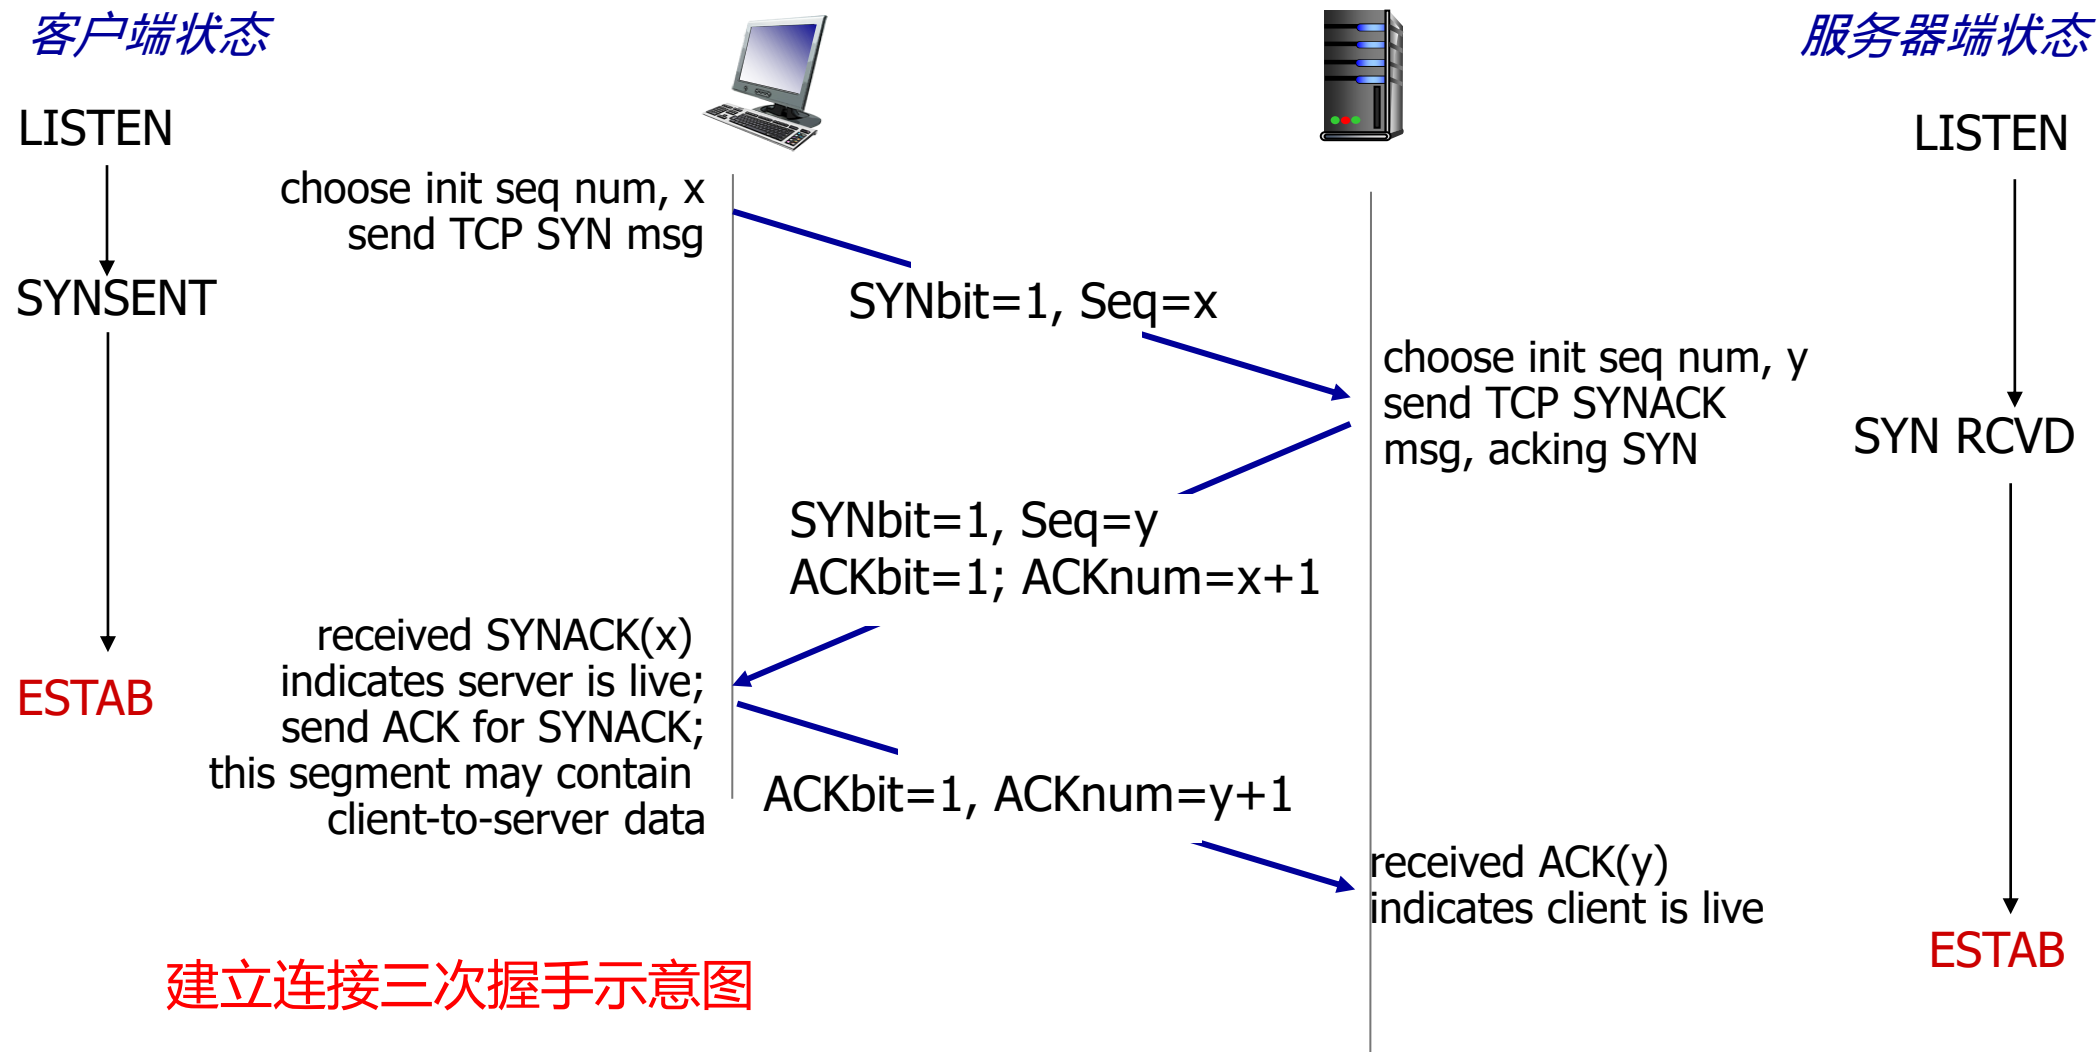 客户端状态
服务器端状态
LISTEN
LISTEN
choose init seq num, x
send TCP SYN msg
SYNSENT
SYNbit=1, Seq=x
choose init seq num, y
send TCP SYNACK
msg, acking SYN
SYN RCVD
SYNbit=1, Seq=y
ACKbit=1; ACKnum=x+1
received SYNACK(x)
indicates server is live;
send ACK for SYNACK;
this segment may contain
client-to-server data
ESTAB
ACKbit=1, ACKnum=y+1
received ACK(y)
indicates client is live
ESTAB
建立连接三次握手示意图